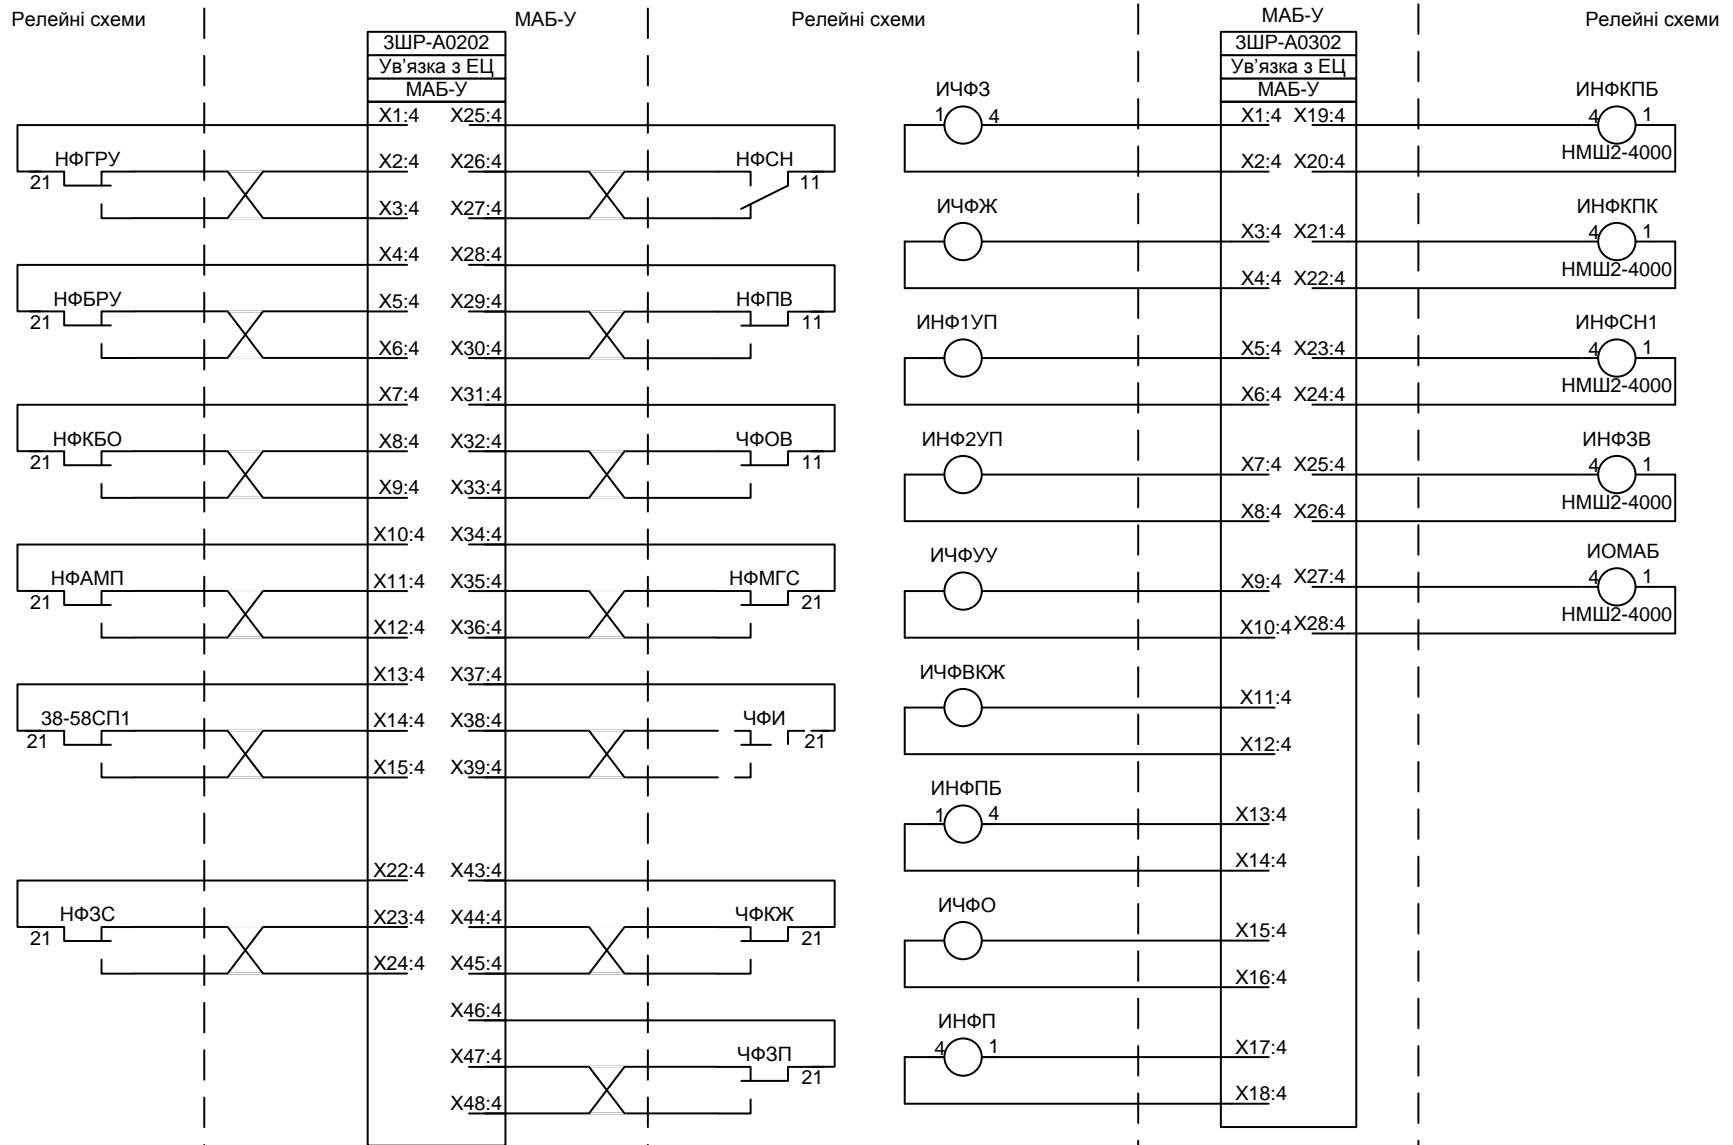 Релейні схеми
МАБ-У
Релейні схеми
МАБ-У
Релейні схеми
3ШР-А0202
Ув’язка з ЕЦ
МАБ-У
X1:4 X25:4
НФГРУ
21
X2:4 X26:4
НФСН
11
X3:4 X27:4
X4:4 X28:4
НФБРУ
21
X5:4 X29:4
НФПВ
11
X6:4 X30:4
X7:4 X31:4
НФКБО
21
X8:4 X32:4
ЧФОВ
11
X9:4 X33:4
X10:4 X34:4
НФАМП
21
X11:4 X35:4
НФМГС
21
X12:4 X36:4
X13:4 X37:4
38-58СП1
21
X14:4 X38:4
ЧФИ
21
X15:4 X39:4
X22:4 X43:4
НФЗС
21
X23:4 X44:4
ЧФКЖ
21
X24:4 X45:4
X46:4
X47:4
ЧФЗП
21
X48:4
3ШР-А0302
Ув’язка з ЕЦ
МАБ-У
ИЧФЗ
1 4
X1:4 X19:4
ИНФКПБ
4 1
НМШ2-4000
X2:4 X20:4
ИЧФЖ
X3:4 X21:4
ИНФКПК
4 1
НМШ2-4000
X4:4 X22:4
ИНФ1УП
X5:4 X23:4
ИНФСН1
4 1
НМШ2-4000
X6:4 X24:4
ИНФ2УП
X7:4 X25:4
ИНФЗВ
4 1
НМШ2-4000
X8:4 X26:4
ИЧФУУ
X9:4 X27:4
ИОМАБ
4 1
НМШ2-4000
X10:4 X28:4
ИЧФВКЖ
X11:4
X12:4
ИНФПБ
1 4
X13:4
X14:4
ИЧФО
X15:4
X16:4
ИНФП
4 1
X17:4
X18:4